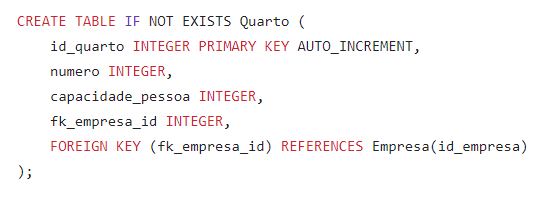 CREATE TABLE IF NOT EXISTS Quarto (
    id_quarto INTEGER PRIMARY KEY AUTO_INCREMENT,
    numero INTEGER,
    capacidade_pessoa INTEGER,
    fk_empresa_id INTEGER,
    FOREIGN KEY (fk_empresa_id) REFERENCES Empresa(id_empresa)
);